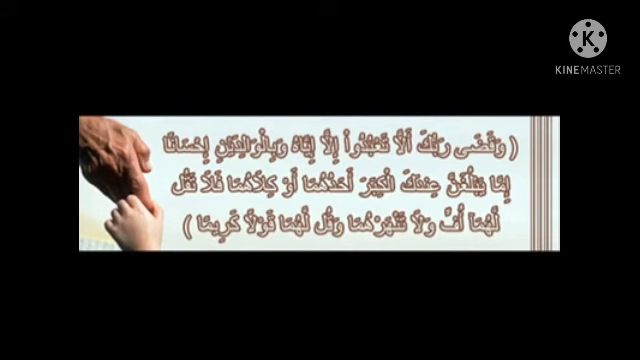 KINEMASTER
( وَقَضَى رَبُّكَ أَلَّا تَعْبُدُواْ إِلَّا إِيَّاهُ وَبِالْوَالِدَيْنِ إِحْسَانًا
إِمَّا يَبْلُغَنَّ عِندَكَ الْكِبَرَ أَحَدُهُمَا أَوْ كِلَاهُمَا فَلَا تَقُل
لَّهُمَا أُفٍّ وَلَا تَنْهَرْهُمَا وَقُل لَّهُمَا قَوْلًا كَرِيمًا )